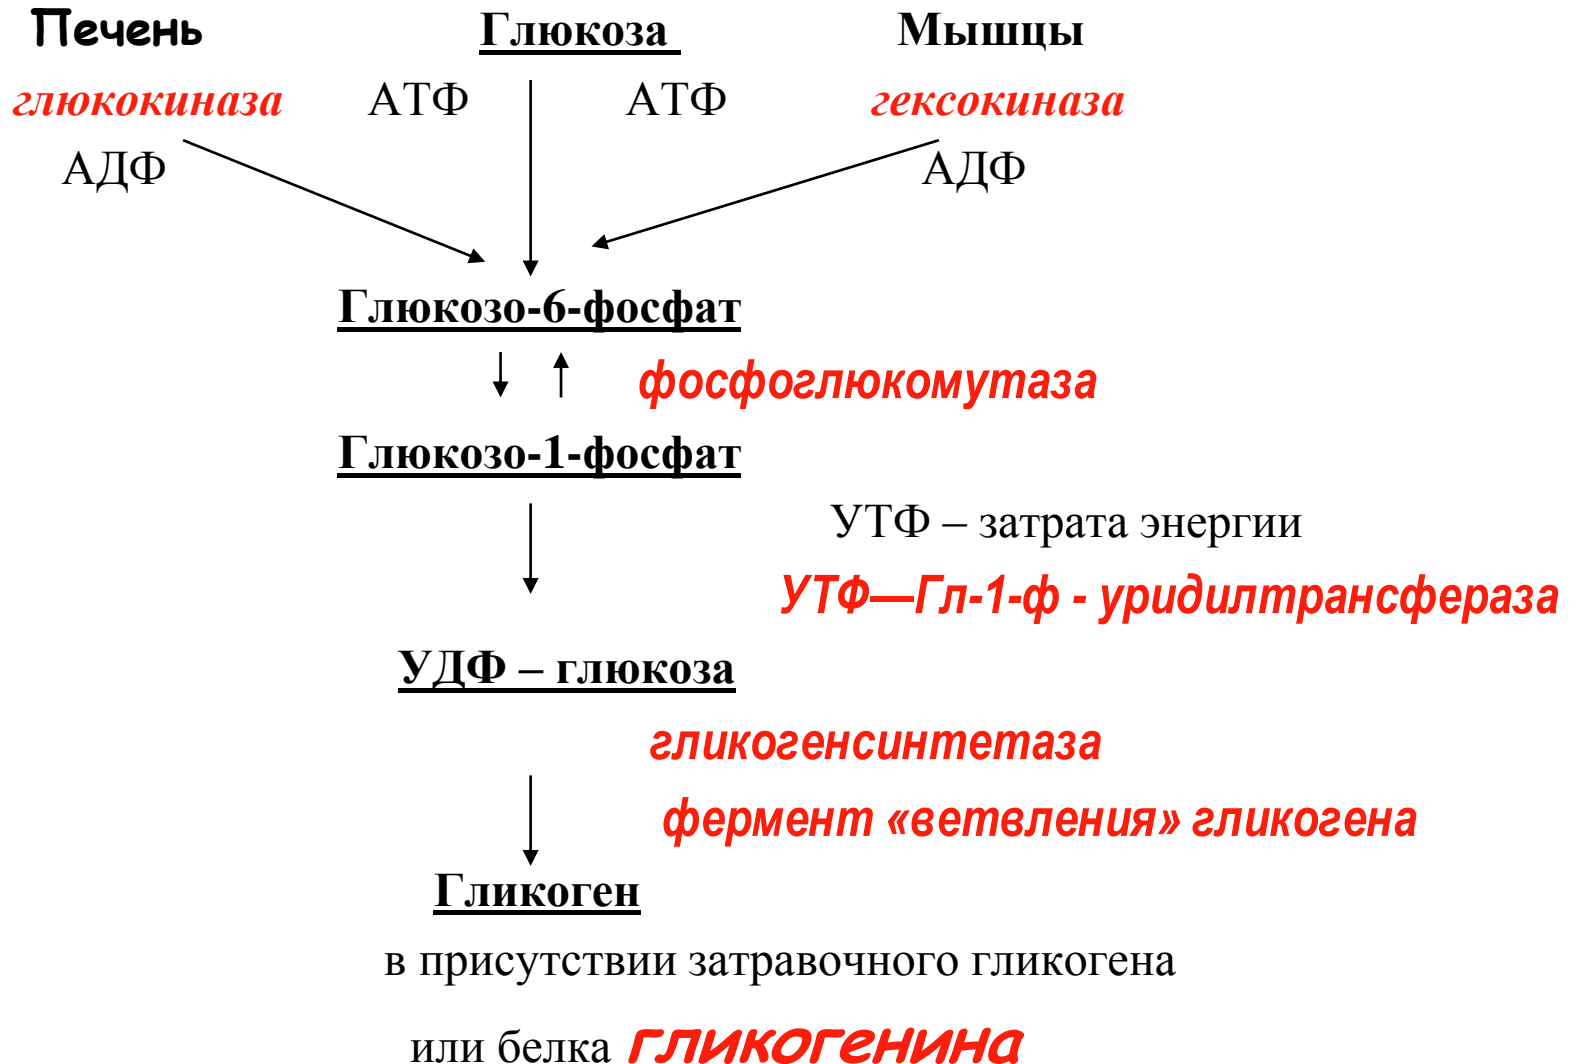 Печень Глюкоза Мышцы
глюкокиназа АТФ АТФ гексокиназа
АДФ АДФ
Глюкозо-6-фосфат
фосфоглюкомутаза
Глюкозо-1-фосфат
УТФ – затрата энергии
УТФ—Гл-1-ф - уридилтрансфераза
УДФ – глюкоза
гликогенсинтетаза
фермент «ветвления» гликогена
Гликоген
в присутствии затравочного гликогена
или белка гликогенина